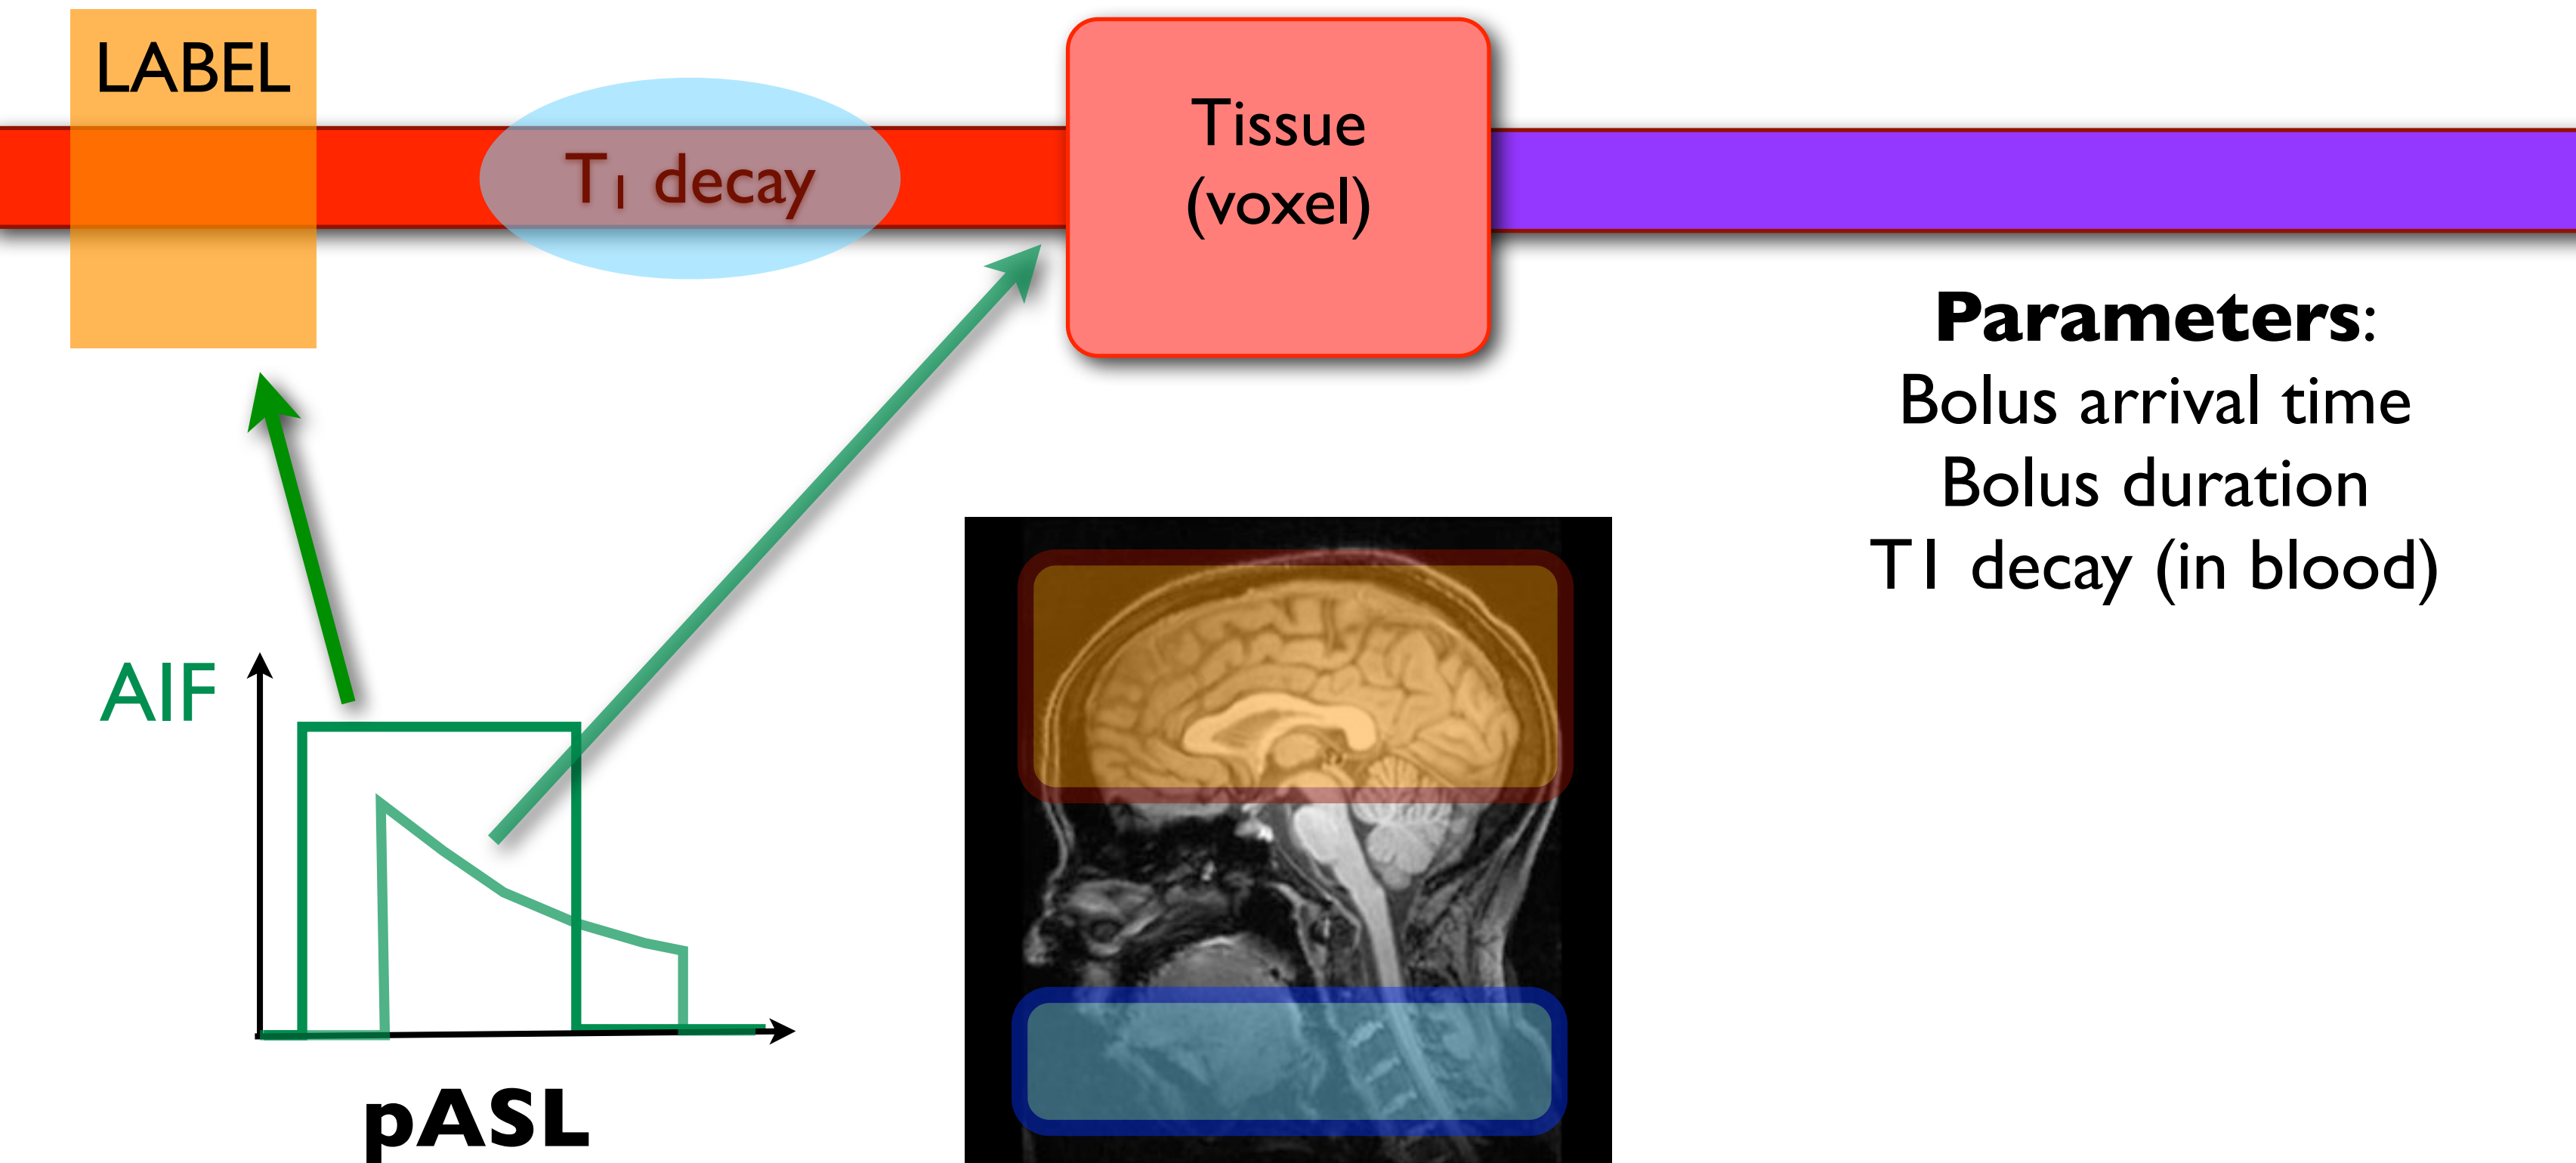 LABEL
T₁ decay
Tissue
(voxel)
Parameters:
Bolus arrival time
Bolus duration
T1 decay (in blood)
AIF
pASL